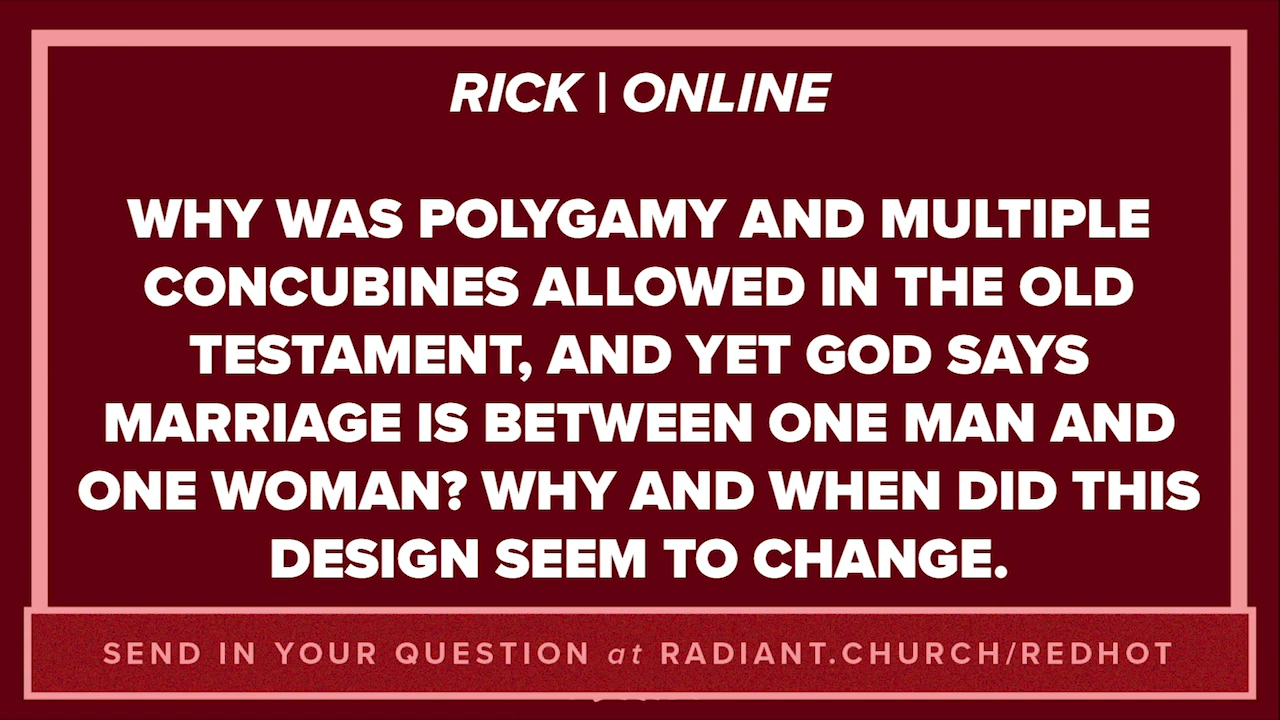 RICK | ONLINE
WHY WAS POLYGAMY AND MULTIPLE
CONCUBINES ALLOWED IN THE OLD
TESTAMENT, AND YET GOD SAYS
MARRIAGE IS BETWEEN ONE MAN AND
ONE WOMAN? WHY AND WHEN DID THIS
DESIGN SEEM TO CHANGE.
SEND IN YOUR QUESTION at RADIANT.CHURCH/REDHOT